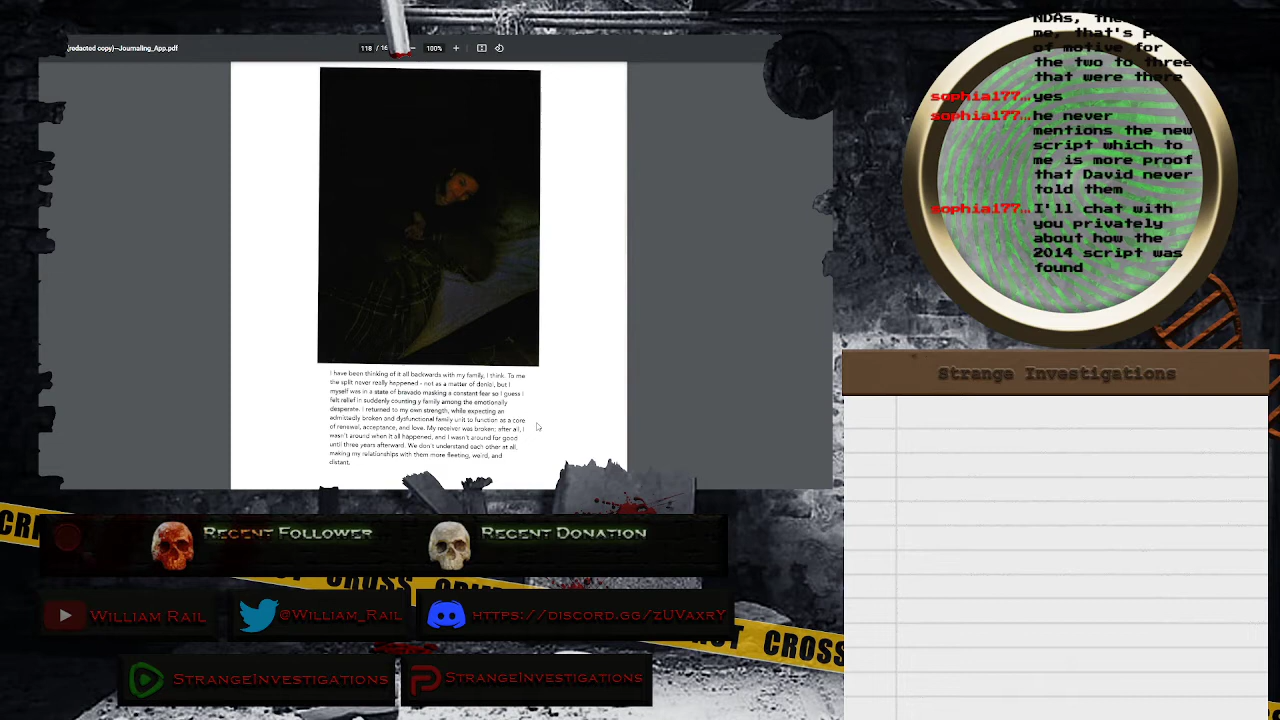 (redacted copy)--Journaling_App.pdf
118 / 16
100%
I have been thinking of it all backwards with my family, I think. To me
the split never really happened - not as a matter of denial, but I
myself was in a state of bravado masking a constant fear so I guess I
felt relief in suddenly counting y family among the emotionally
desperate. I returned to my own strength, while expecting an
admittedly broken and dysfunctional family unit to function as a core
of renewal, acceptance, and love. My receiver was broken; after all, I
wasn't around when it all happened, and I wasn't around for good
until three years afterward. We don't understand each other at all,
making my relationships with them more fleeting, weird, and
distant.
NDAs,
me, that's
of motive for
the two to three
that were there
sophia177… yes
sophia177… he never
mentions the new
script which to
me is more proof
that David never
told them
sophia177… I'll chat with
you privately
about how the
2014 script was
found
Strange Investigations
Recent Follower
Recent Donation
William Rail
@William_Rail
https://discord.gg/zUVaxrY
StrangeInvestigations
StrangeInvestigations
CROSS
CROSS